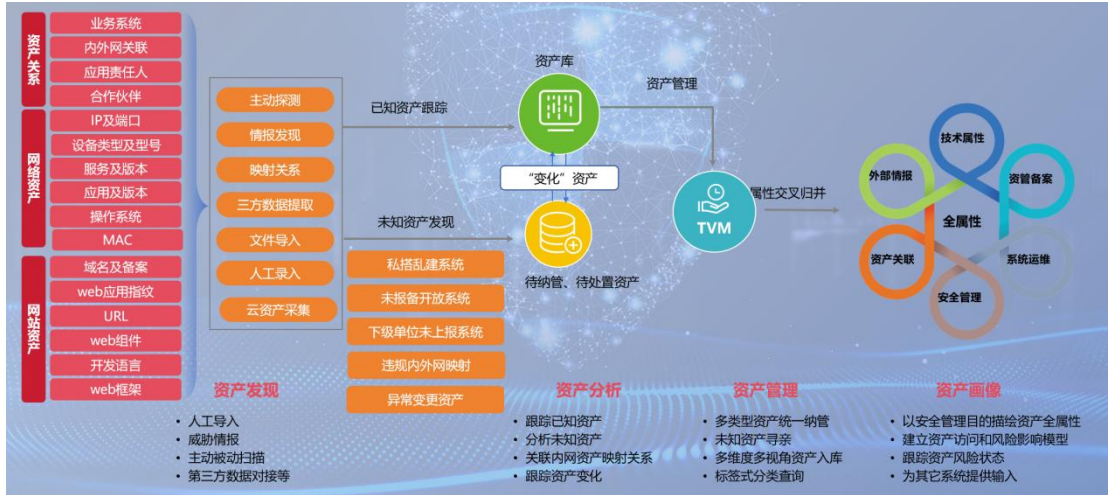 资产关系
业务系统
内外网关联
应用责任人
合作伙伴
网络资产
IP及端口
设备类型及型号
服务及版本
应用及版本
操作系统
MAC
网站资产
域名及备案
web应用指纹
URL
web组件
开发语言
web框架
主动探测
情报发现
映射关系
三方数据提取
文件导入
人工录入
云资产采集
已知资产跟踪
未知资产发现
私搭乱建系统
未报备开放系统
下级单位未上报系统
违规内外网映射
异常变更资产
资产库
“变化”资产
待纳管、待处置资产
资产管理
TVM
属性交叉归并
技术属性
外部情报
资管备案
全属性
资产关联
系统运维
安全管理
资产发现
• 人工导入
• 威胁情报
• 主动被动扫描
• 第三方数据对接等
资产分析
• 跟踪已知资产
• 分析未知资产
• 关联内网资产映射关系
• 跟踪资产变化
资产管理
• 多类型资产统一纳管
• 未知资产寻亲
• 多维度多视角资产入库
• 标签式分类查询
资产画像
• 以安全管理目的描绘资产全属性
• 建立资产访问和风险影响模型
• 跟踪资产风险状态
• 为其它系统提供输入